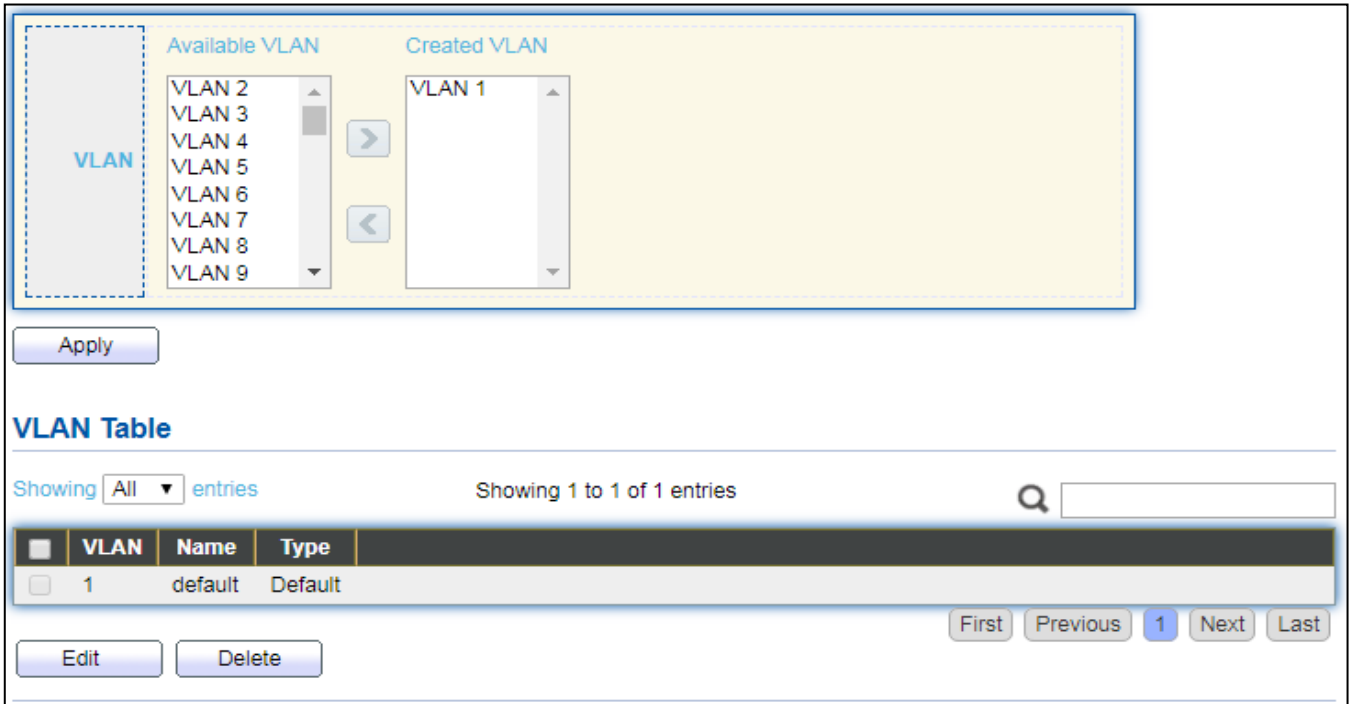 Available VLAN Created VLAN
VLAN
VLAN 2
VLAN 3
VLAN 4
VLAN 5
VLAN 6
VLAN 7
VLAN 8
VLAN 9
VLAN 1
Apply
VLAN Table
Showing All entries Showing 1 to 1 of 1 entries
VLAN Name Type
1 default Default
First Previous 1 Next Last
Edit Delete